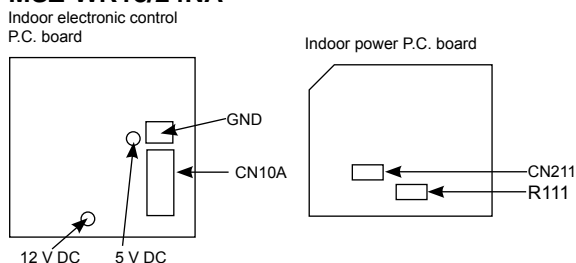 Indoor electronic control
P.C. board
Indoor power P.C. board
GND
CN10A
CN211
R111
12 V DC
5 V DC